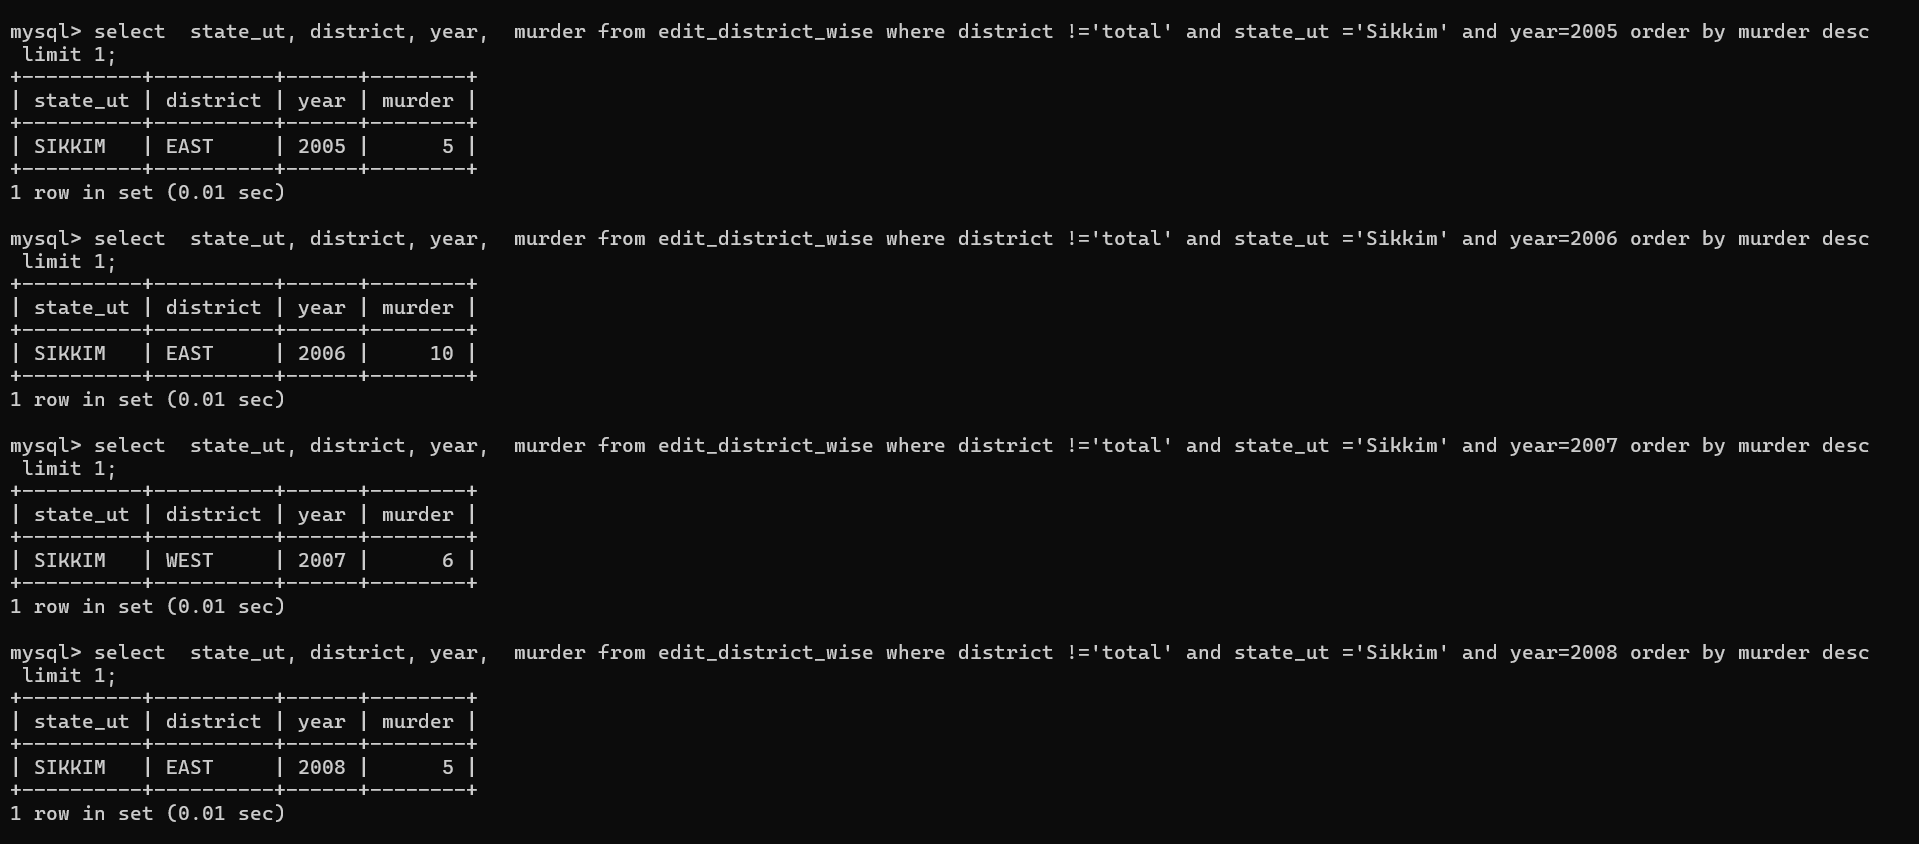 mysql> select  state_ut, district, year,  murder from edit_district_wise where district !='total' and state_ut ='Sikkim' and year=2005 order by murder desc
 limit 1;
+----------+----------+------+--------+
| state_ut | district | year | murder |
+----------+----------+------+--------+
| SIKKIM   | EAST     | 2005 |      5 |
+----------+----------+------+--------+
1 row in set (0.01 sec)

mysql> select  state_ut, district, year,  murder from edit_district_wise where district !='total' and state_ut ='Sikkim' and year=2006 order by murder desc
 limit 1;
+----------+----------+------+--------+
| state_ut | district | year | murder |
+----------+----------+------+--------+
| SIKKIM   | EAST     | 2006 |     10 |
+----------+----------+------+--------+
1 row in set (0.01 sec)

mysql> select  state_ut, district, year,  murder from edit_district_wise where district !='total' and state_ut ='Sikkim' and year=2007 order by murder desc
 limit 1;
+----------+----------+------+--------+
| state_ut | district | year | murder |
+----------+----------+------+--------+
| SIKKIM   | WEST     | 2007 |      6 |
+----------+----------+------+--------+
1 row in set (0.01 sec)

mysql> select  state_ut, district, year,  murder from edit_district_wise where district !='total' and state_ut ='Sikkim' and year=2008 order by murder desc
 limit 1;
+----------+----------+------+--------+
| state_ut | district | year | murder |
+----------+----------+------+--------+
| SIKKIM   | EAST     | 2008 |      5 |
+----------+----------+------+--------+
1 row in set (0.01 sec)